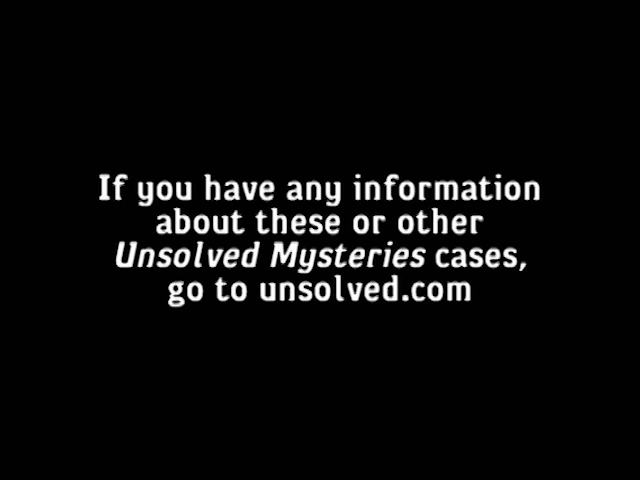 If you have any information
about these or other
Unsolved Mysteries cases,
go to unsolved.com